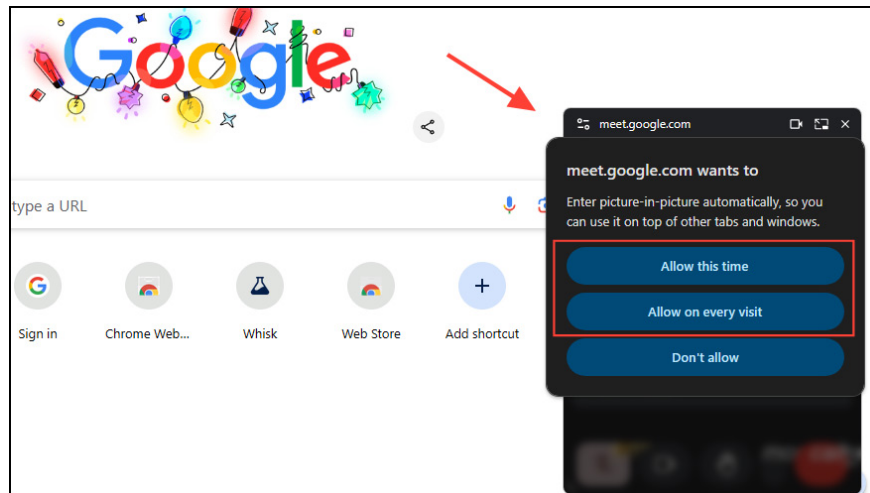 Google
meet.google.com
meet.google.com wants to
Enter picture-in-picture automatically, so you
can use it on top of other tabs and windows.
type a URL
Allow this time
Allow on every visit
Don't allow
Sign in
Chrome Web...
Whisk
Web Store
Add shortcut